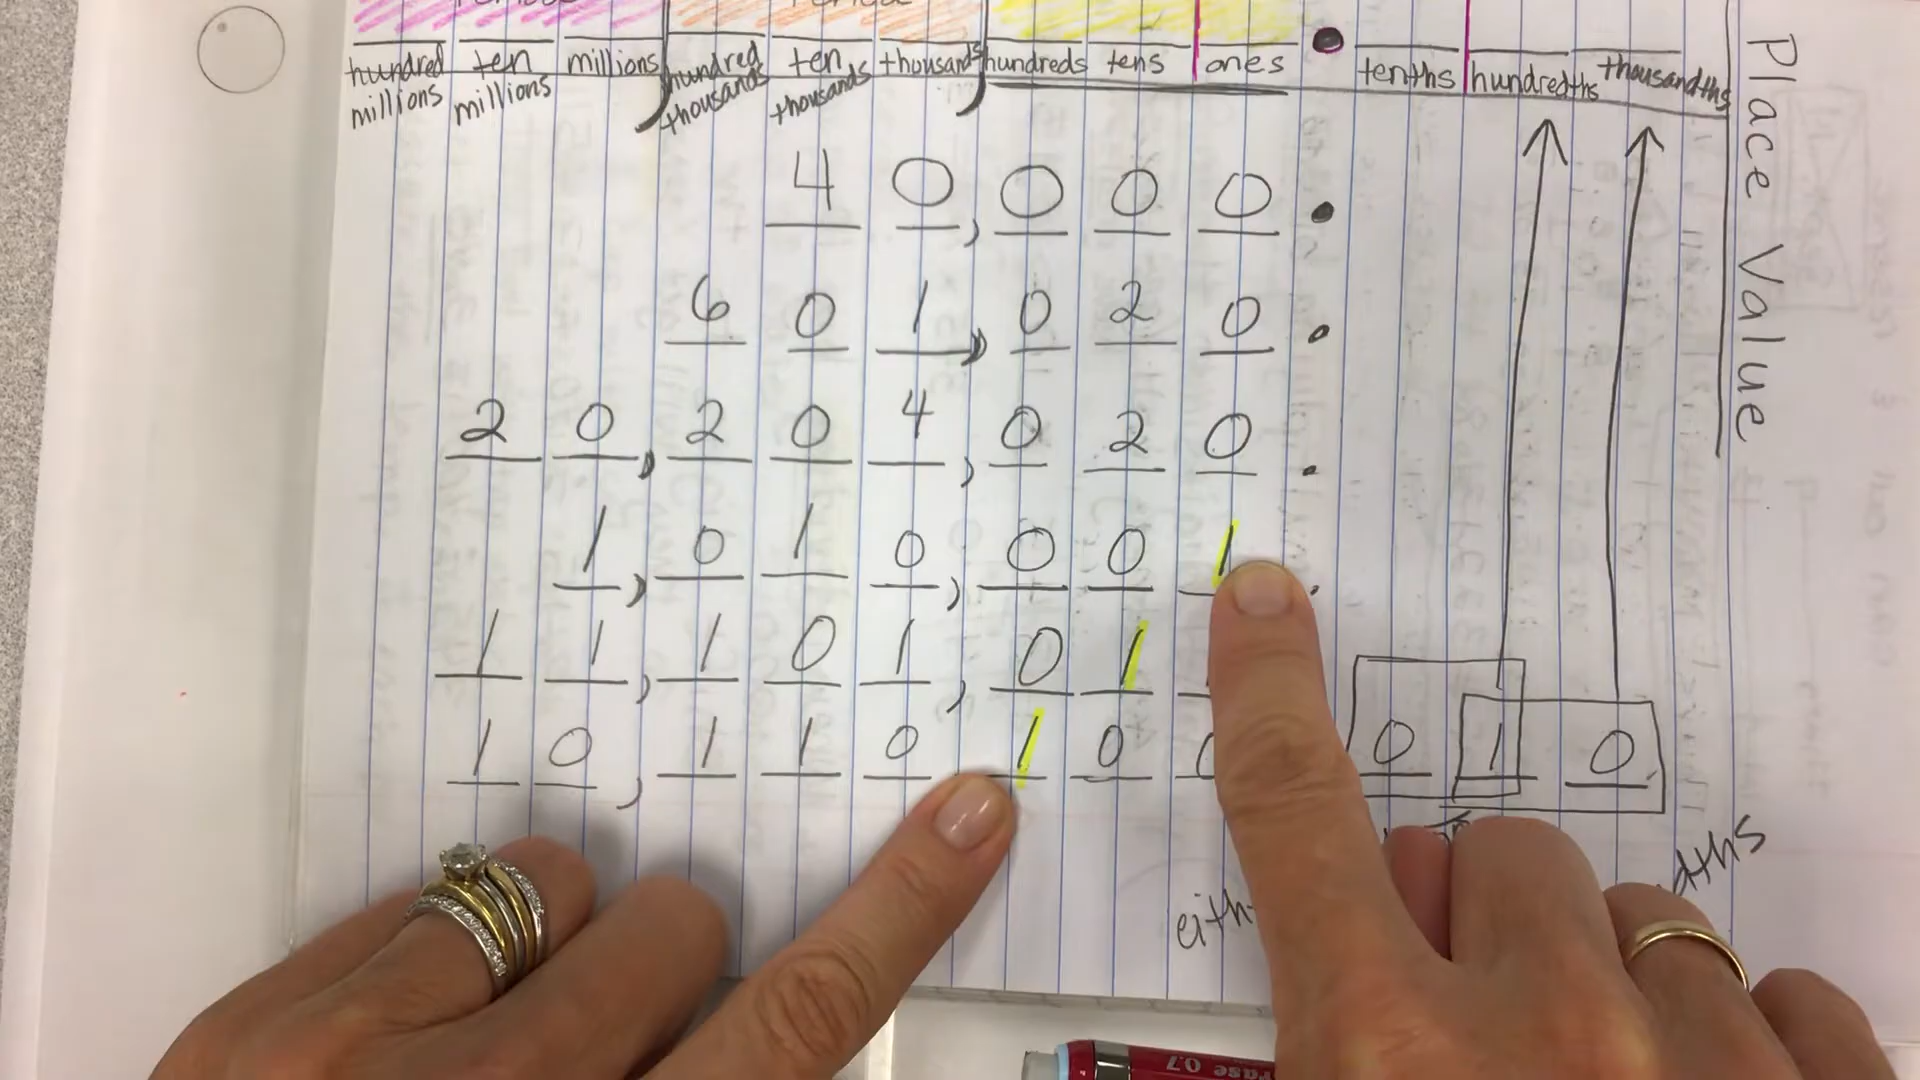 hundred millions ten millions millions hundred thousands ten thousands thousands hundreds tens ones • tenths hundredths thousandths
Place Value
4 0, 0 0 0 .
6 0 1, 0 2 0 .
2 0, 2 0 4, 0 2 0 .
1, 0 1 0, 0 0 1 .
1 1, 1 0 1, 0 1
1 0, 1 1 0 1 0 0 1 0
0.7